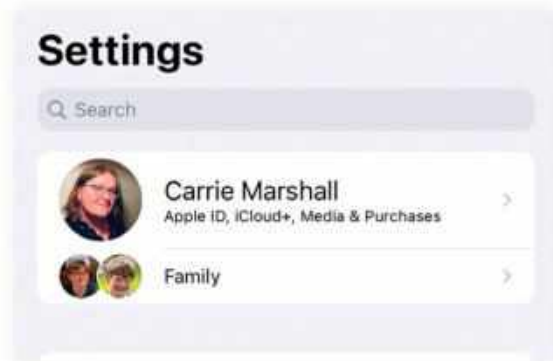 Settings
Search
Carrie Marshall
Apple ID, iCloud+, Media & Purchases
Family